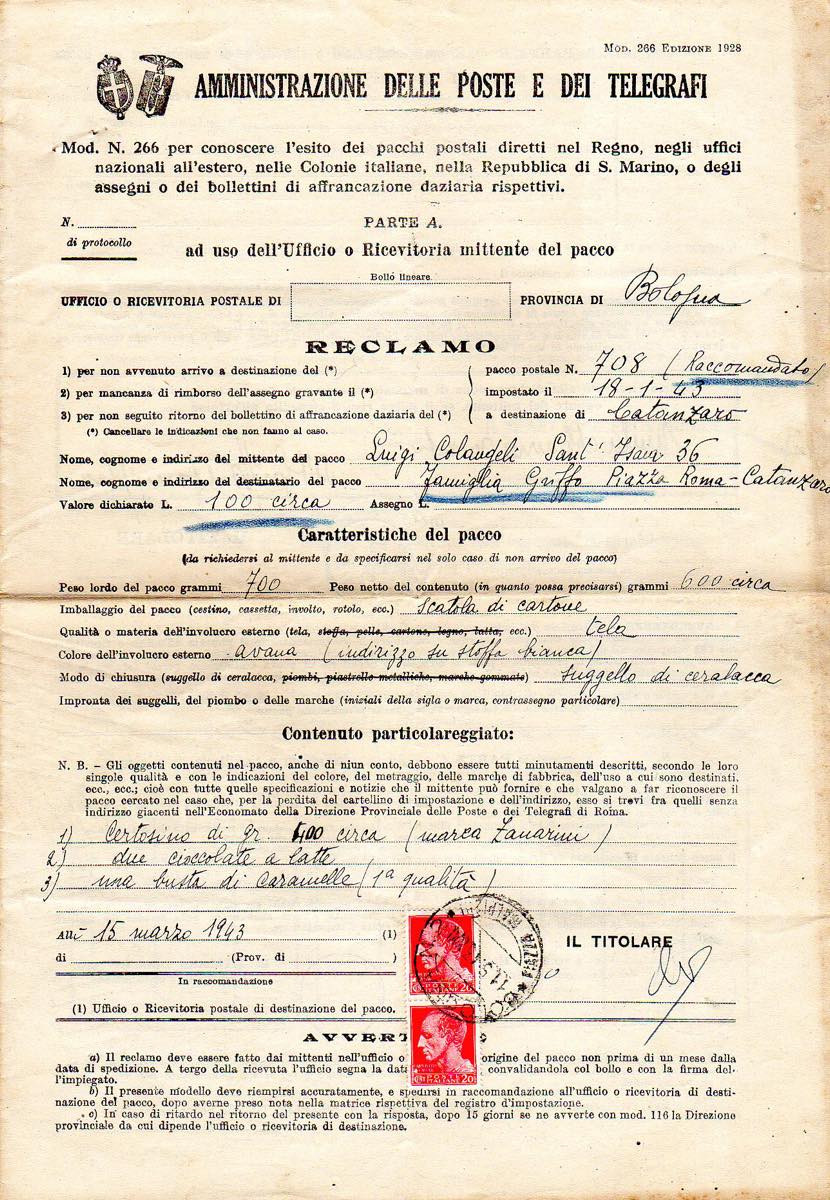 MOD. 266 EDIZIONE 1928
AMMINISTRAZIONE DELLE POSTE E DEI TELEGRAFI
Mod. N. 266 per conoscere l'esito dei pacchi postali diretti nel Regno, negli uffici
nazionali all'estero, nelle Colonie italiane, nella Repubblica di S. Marino, o degli
assegni o dei bollettini di affrancazione daziaria rispettivi.
N.
di protocollo
PARTE A.
ad uso dell'Ufficio o Ricevitoria mittente del pacco
Bollo lineare.
UFFICIO O RICEVITORIA POSTALE DI PROVINCIA DI Bologna
RECLAMO
1) per non avvenuto arrivo a destinazione del (*) pacco postale N. 708 (Raccomandato)
2) per mancanza di rimborso dell'assegno gravante il (*) impostato il 18-1-43
3) per non seguito ritorno del bollettino di affrancazione daziaria del (*) a destinazione di Catanzaro
(*) Cancellare le indicazioni che non fanno al caso.
Nome, cognome e indirizzo del mittente del pacco Luigi Colangeli Sant' Isaia 36
Nome, cognome e indirizzo del destinatario del pacco Famiglia Griffo Piazza Roma - Catanzaro
Valore dichiarato L. 100 circa Assegno L.
Caratteristiche del pacco
(da richiedersi al mittente e da specificarsi nel solo caso di non arrivo del pacco)
Peso lordo del pacco grammi 700 Peso netto del contenuto (in quanto possa precisarsi) grammi 600 circa
Imballaggio del pacco (cestino, cassetta, involto, rotolo, ecc.) scatola di cartone
Qualità o materia dell'involucro esterno (tela, stoffa, pelle, cartone, legno, latta, ecc.) tela
Colore dell'involucro esterno avana (indirizzo su stoffa bianca)
Modo di chiusura (suggello di ceralacca, piombi, piastrelle metalliche, marche gommate) suggello di ceralacca
Impronta dei suggelli, del piombo o delle marche (iniziali della sigla o marca, contrassegno particolare)
Contenuto particolareggiato:
N. B. - Gli oggetti contenuti nel pacco, anche di niun conto, debbono essere tutti minutamente descritti, secondo le loro
singole qualità e con le indicazioni del colore, del metraggio, delle marche di fabbrica, dell'uso a cui sono destinati.
ecc., ecc.; cioè con tutte quelle specificazioni e notizie che il mittente può fornire e che valgano a far riconoscere il
pacco cercato nel caso che, per la perdita del cartellino di impostazione e dell'indirizzo, esso si trovi fra quelli senza
indirizzo giacenti nell'Economato della Direzione Provinciale delle Poste e dei Telegrafi di Roma.
1) Certosino di gr. 400 circa (marca Zanarini)
2) due cioccolate a latte
3) una busta di caramelle (1a qualità)
Addì 15 marzo 1943 (1)
di (Prov. di )
In raccomandazione
IL TITOLARE
(1) Ufficio o Ricevitoria postale di destinazione del pacco.
AVVERT
a) Il reclamo deve essere fatto dai mittenti nell'ufficio o origine del pacco non prima di un mese dalla
data di spedizione. A tergo della ricevuta l'ufficio segna la data convalidandola col bollo e con la firma del-
l'impiegato.
b) Il presente modello deve riempirsi accuratamente, e spedirsi in raccomandazione all'ufficio o ricevitoria di desti-
nazione del pacco, dopo averne preso nota nella matrice rispettiva del registro d'impostazione.
c) In caso di ritardo nel ritorno del presente con la risposta, dopo 15 giorni se ne avverte con mod. 116 la Direzione
provinciale da cui dipende l'ufficio o ricevitoria di destinazione.